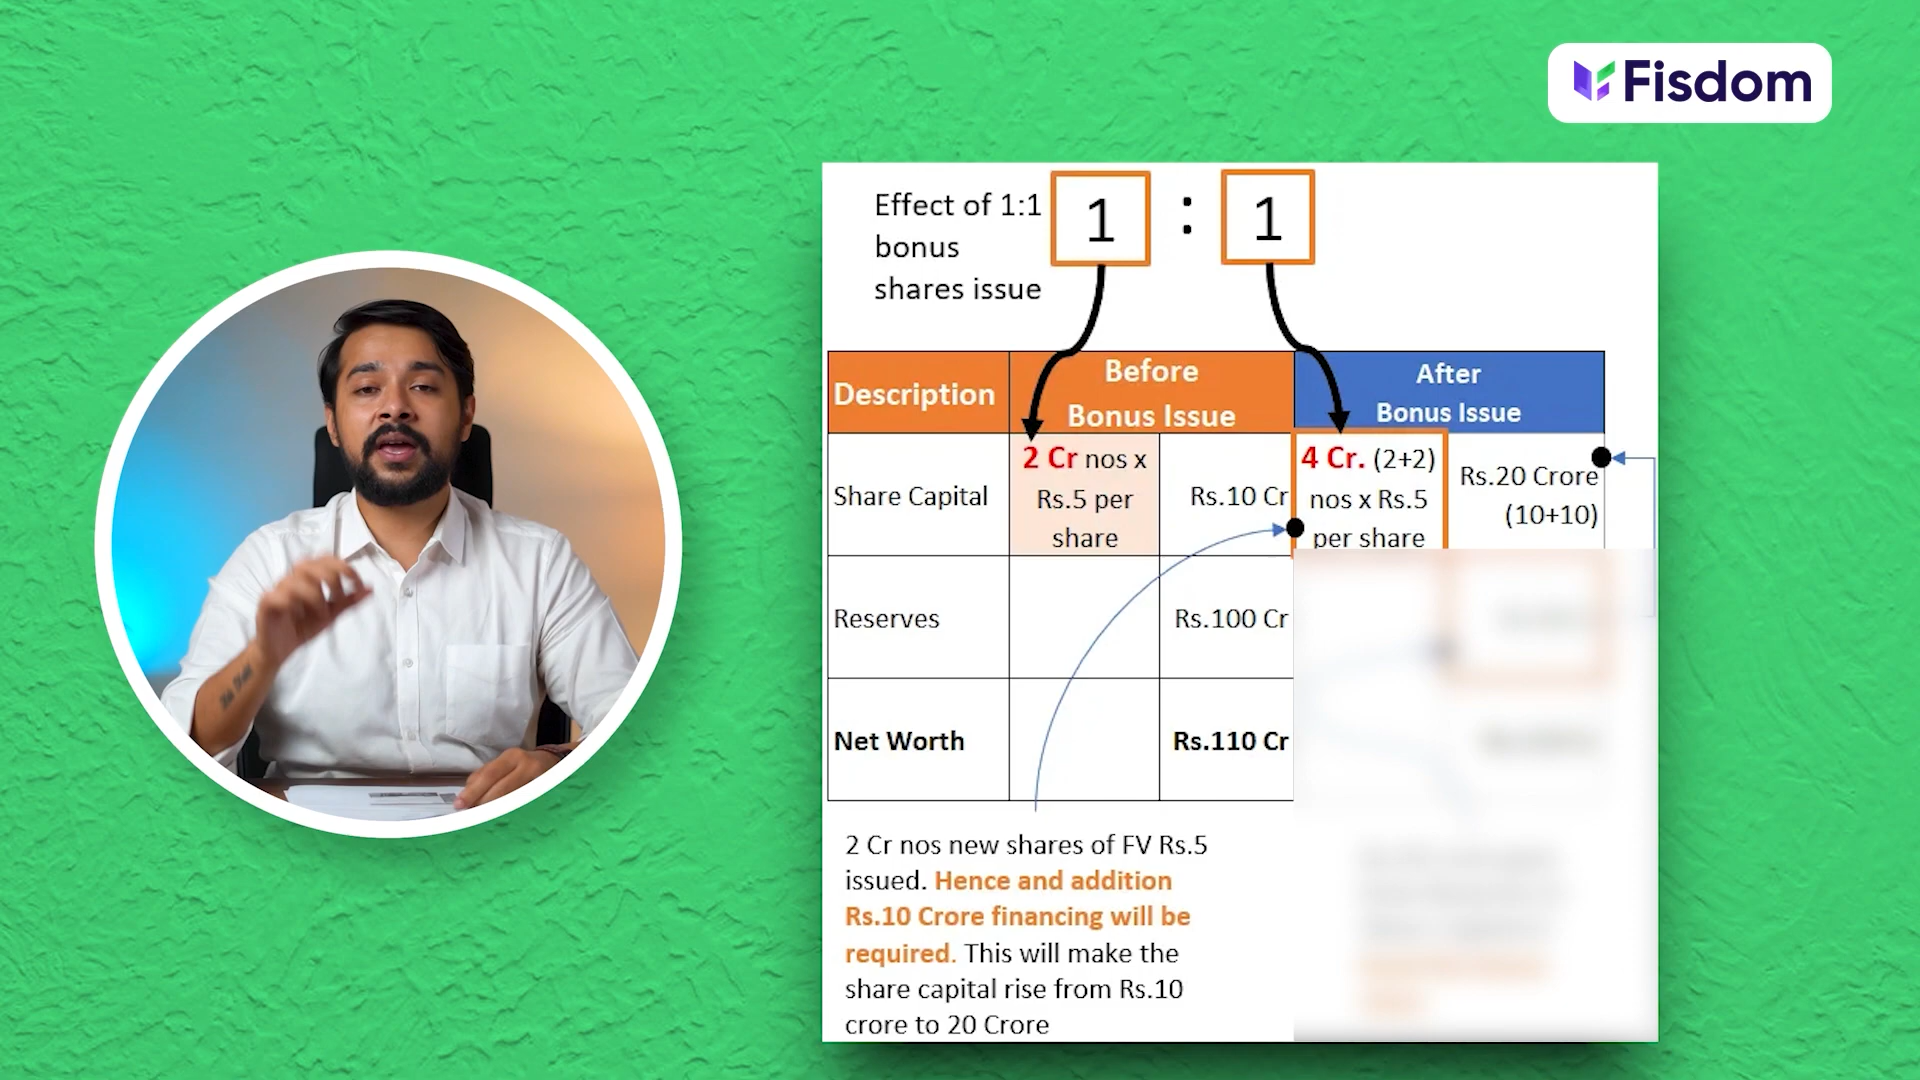 Fisdom
Effect of 1:1
bonus
shares issue
1 : 1
Description
Before
Bonus Issue
After
Bonus Issue
Share Capital
2 Cr nos x
Rs.5 per
share
Rs.10 Cr
4 Cr. (2+2)
nos x Rs.5
per share
Rs.20 Crore
(10+10)
Reserves
Rs.100 Cr
Net Worth
Rs.110 Cr
2 Cr nos new shares of FV Rs.5
issued. Hence and addition
Rs.10 Crore financing will be
required. This will make the
share capital rise from Rs.10
crore to 20 Crore